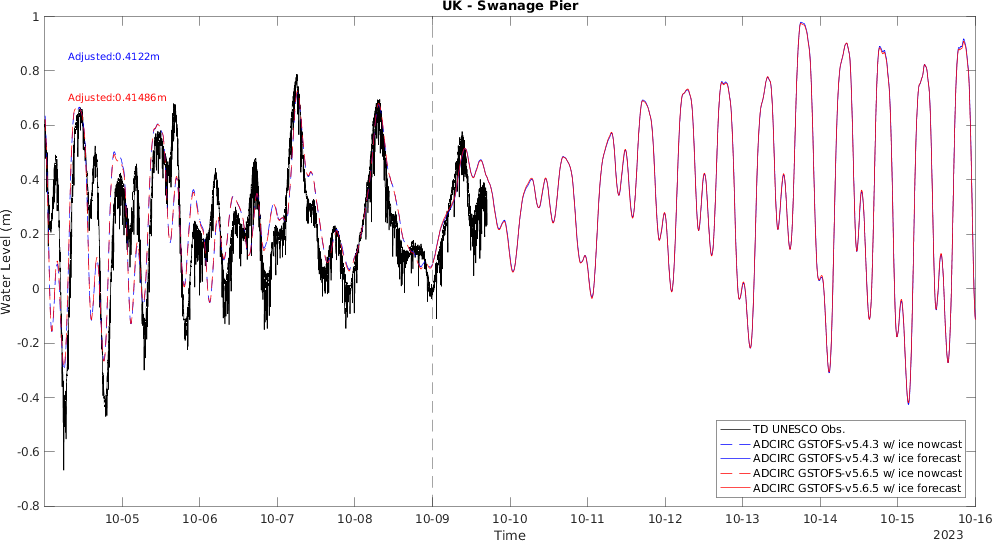 UK - Swanage Pier
Adjusted:0.4122m
Adjusted:0.41486m
Water Level (m)
1
0.8
0.6
0.4
0.2
0
-0.2
-0.4
-0.6
-0.8
TD UNESCO Obs.
ADCIRC GSTOFS-v5.4.3 w/ ice nowcast
ADCIRC GSTOFS-v5.4.3 w/ ice forecast
ADCIRC GSTOFS-v5.6.5 w/ ice nowcast
ADCIRC GSTOFS-v5.6.5 w/ ice forecast
10-05 10-06 10-07 10-08 10-09 10-10 10-11 10-12 10-13 10-14 10-15 10-16
Time
2023